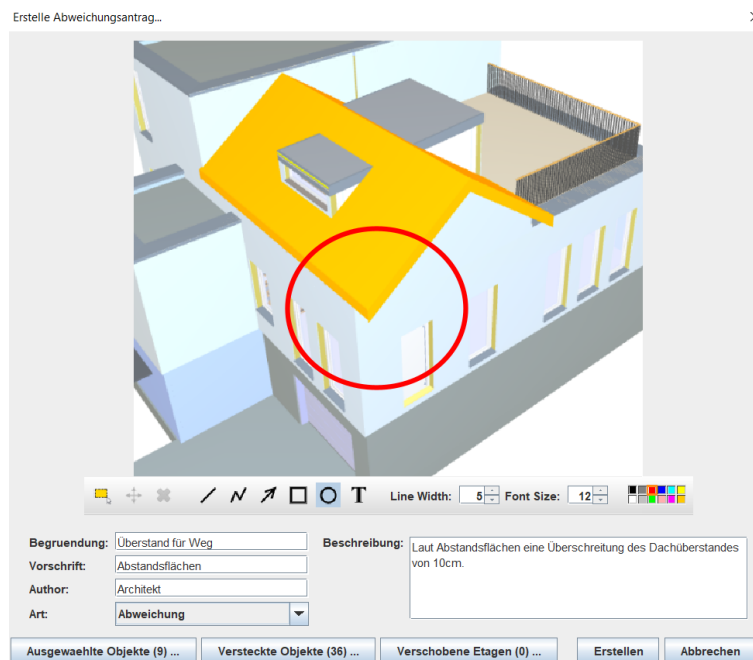 Erstelle Abweichungsantrag...
T Line Width: 5 Font Size: 12
Begruendung: Überstand für Weg
Vorschrift: Abstandsflächen
Author: Architekt
Art: Abweichung
Beschreibung: Laut Abstandsflächen eine Überschreitung des Dachüberstandes
von 10cm.
Ausgewaehlte Objekte (9) ... Versteckte Objekte (36) ... Verschobene Etagen (0) ... Erstellen Abbrechen